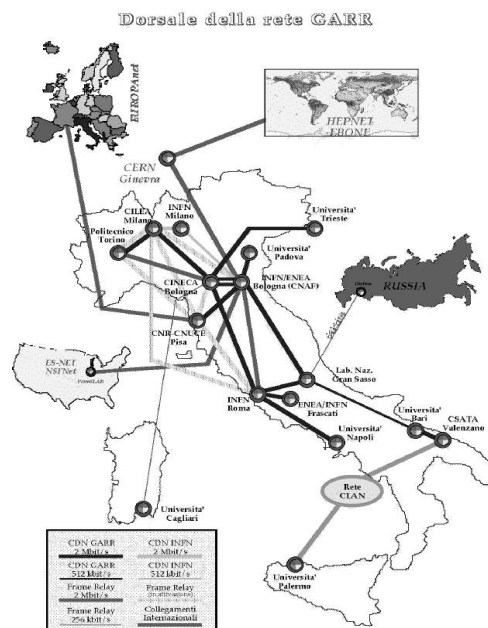 Dorsale della rete GARR
EUROPAnet
HEPNET
EBONE
CERN
Ginevra
CILEA
Milano
INFN
Milano
Universita'
Trieste
Politecnico
Torino
Universita'
Padova
CINECA
Bologna
INFN/ENEA
Bologna (CNAF)
RUSSIA
CNR-CNUCE
Pisa
ES-NET
NSFNet
Lab. Naz.
Gran Sasso
INFN
Roma
ENEA/INFN
Frascati
Universita'
Bari
CSATA
Valenzano
Universita'
Napoli
Rete
CLAN
Universita'
Cagliari
Universita'
Palermo
CDN GARR
2 Mbit/s
CDN INFN
2 Mbit/s
CDN GARR
512 kbit/s
CDN INFN
512 kbit/s
Frame Relay
2 Mbit/s
Frame Relay
(in attivazione)
Frame Relay
256 kbit/s
Collegamenti
Internazionali